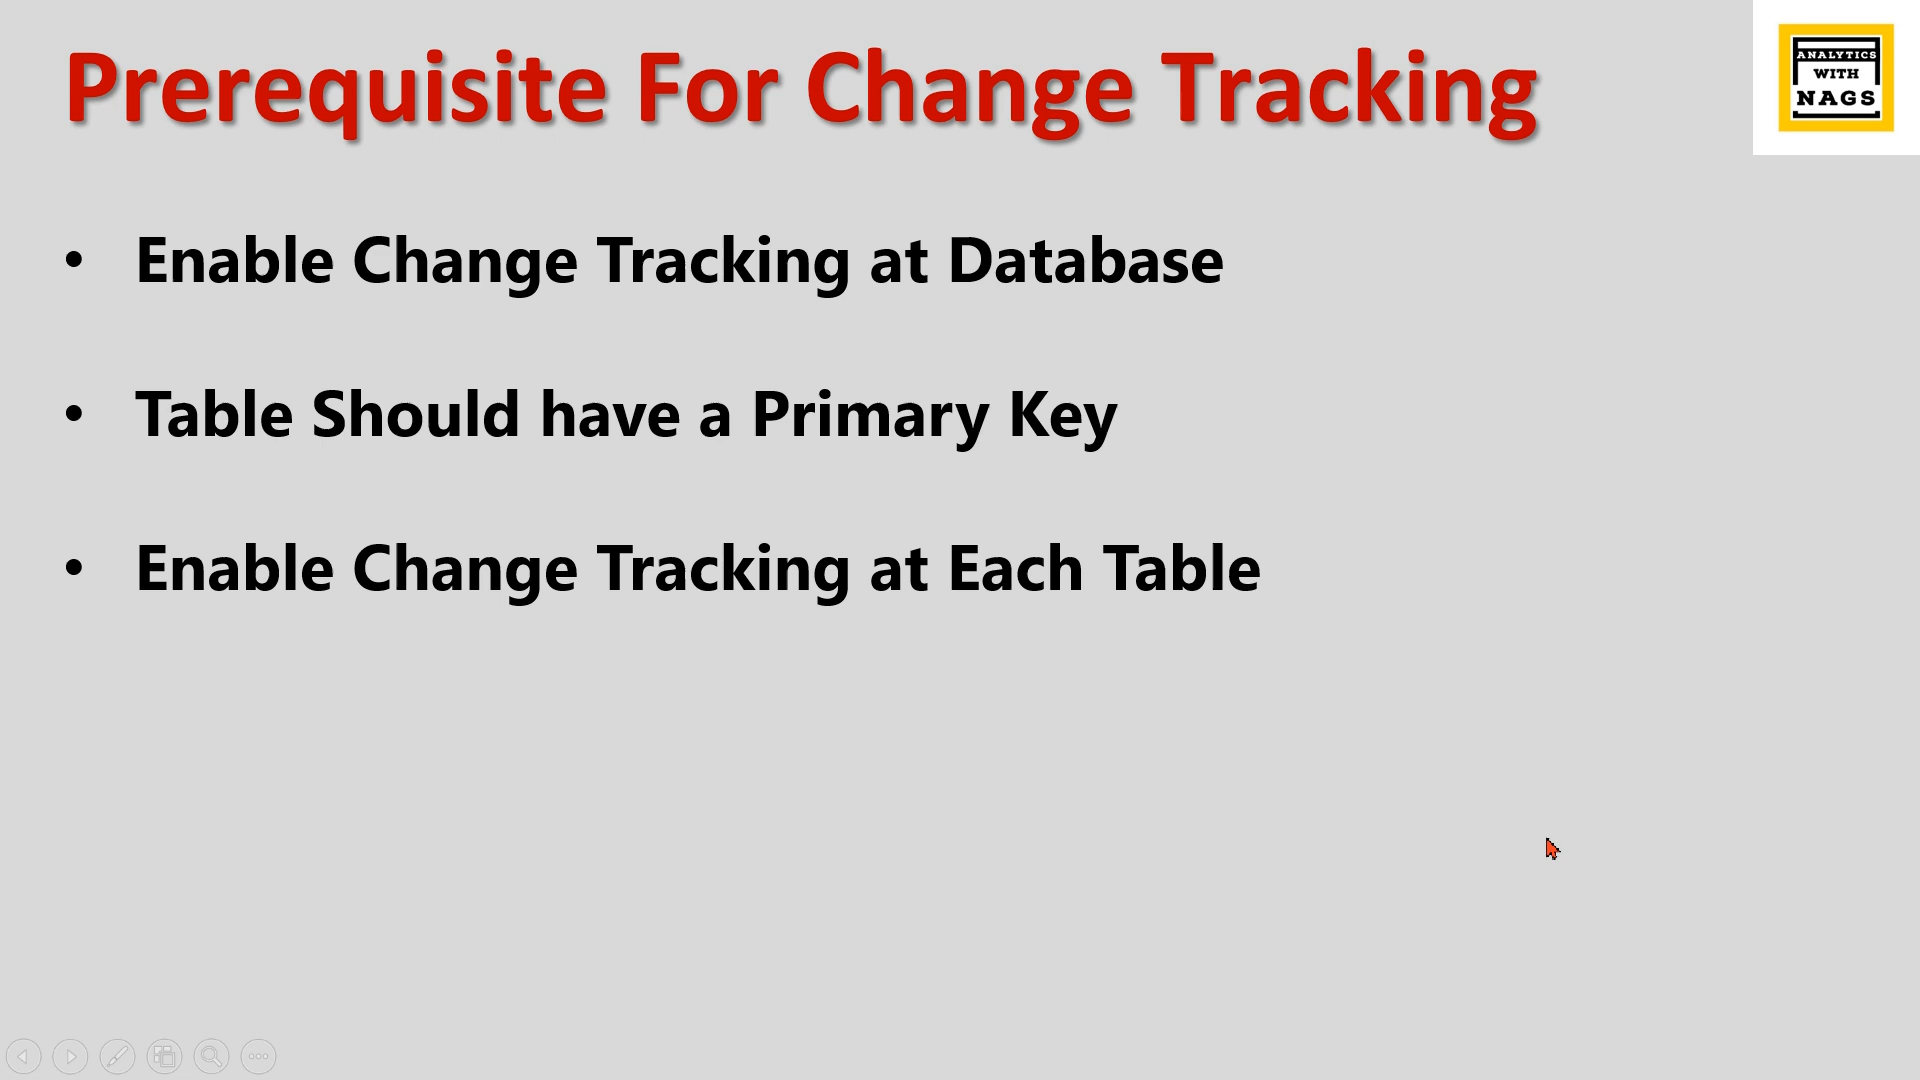 Prerequisite For Change Tracking
ANALYTICS
WITH
NAGS
• Enable Change Tracking at Database
• Table Should have a Primary Key
• Enable Change Tracking at Each Table